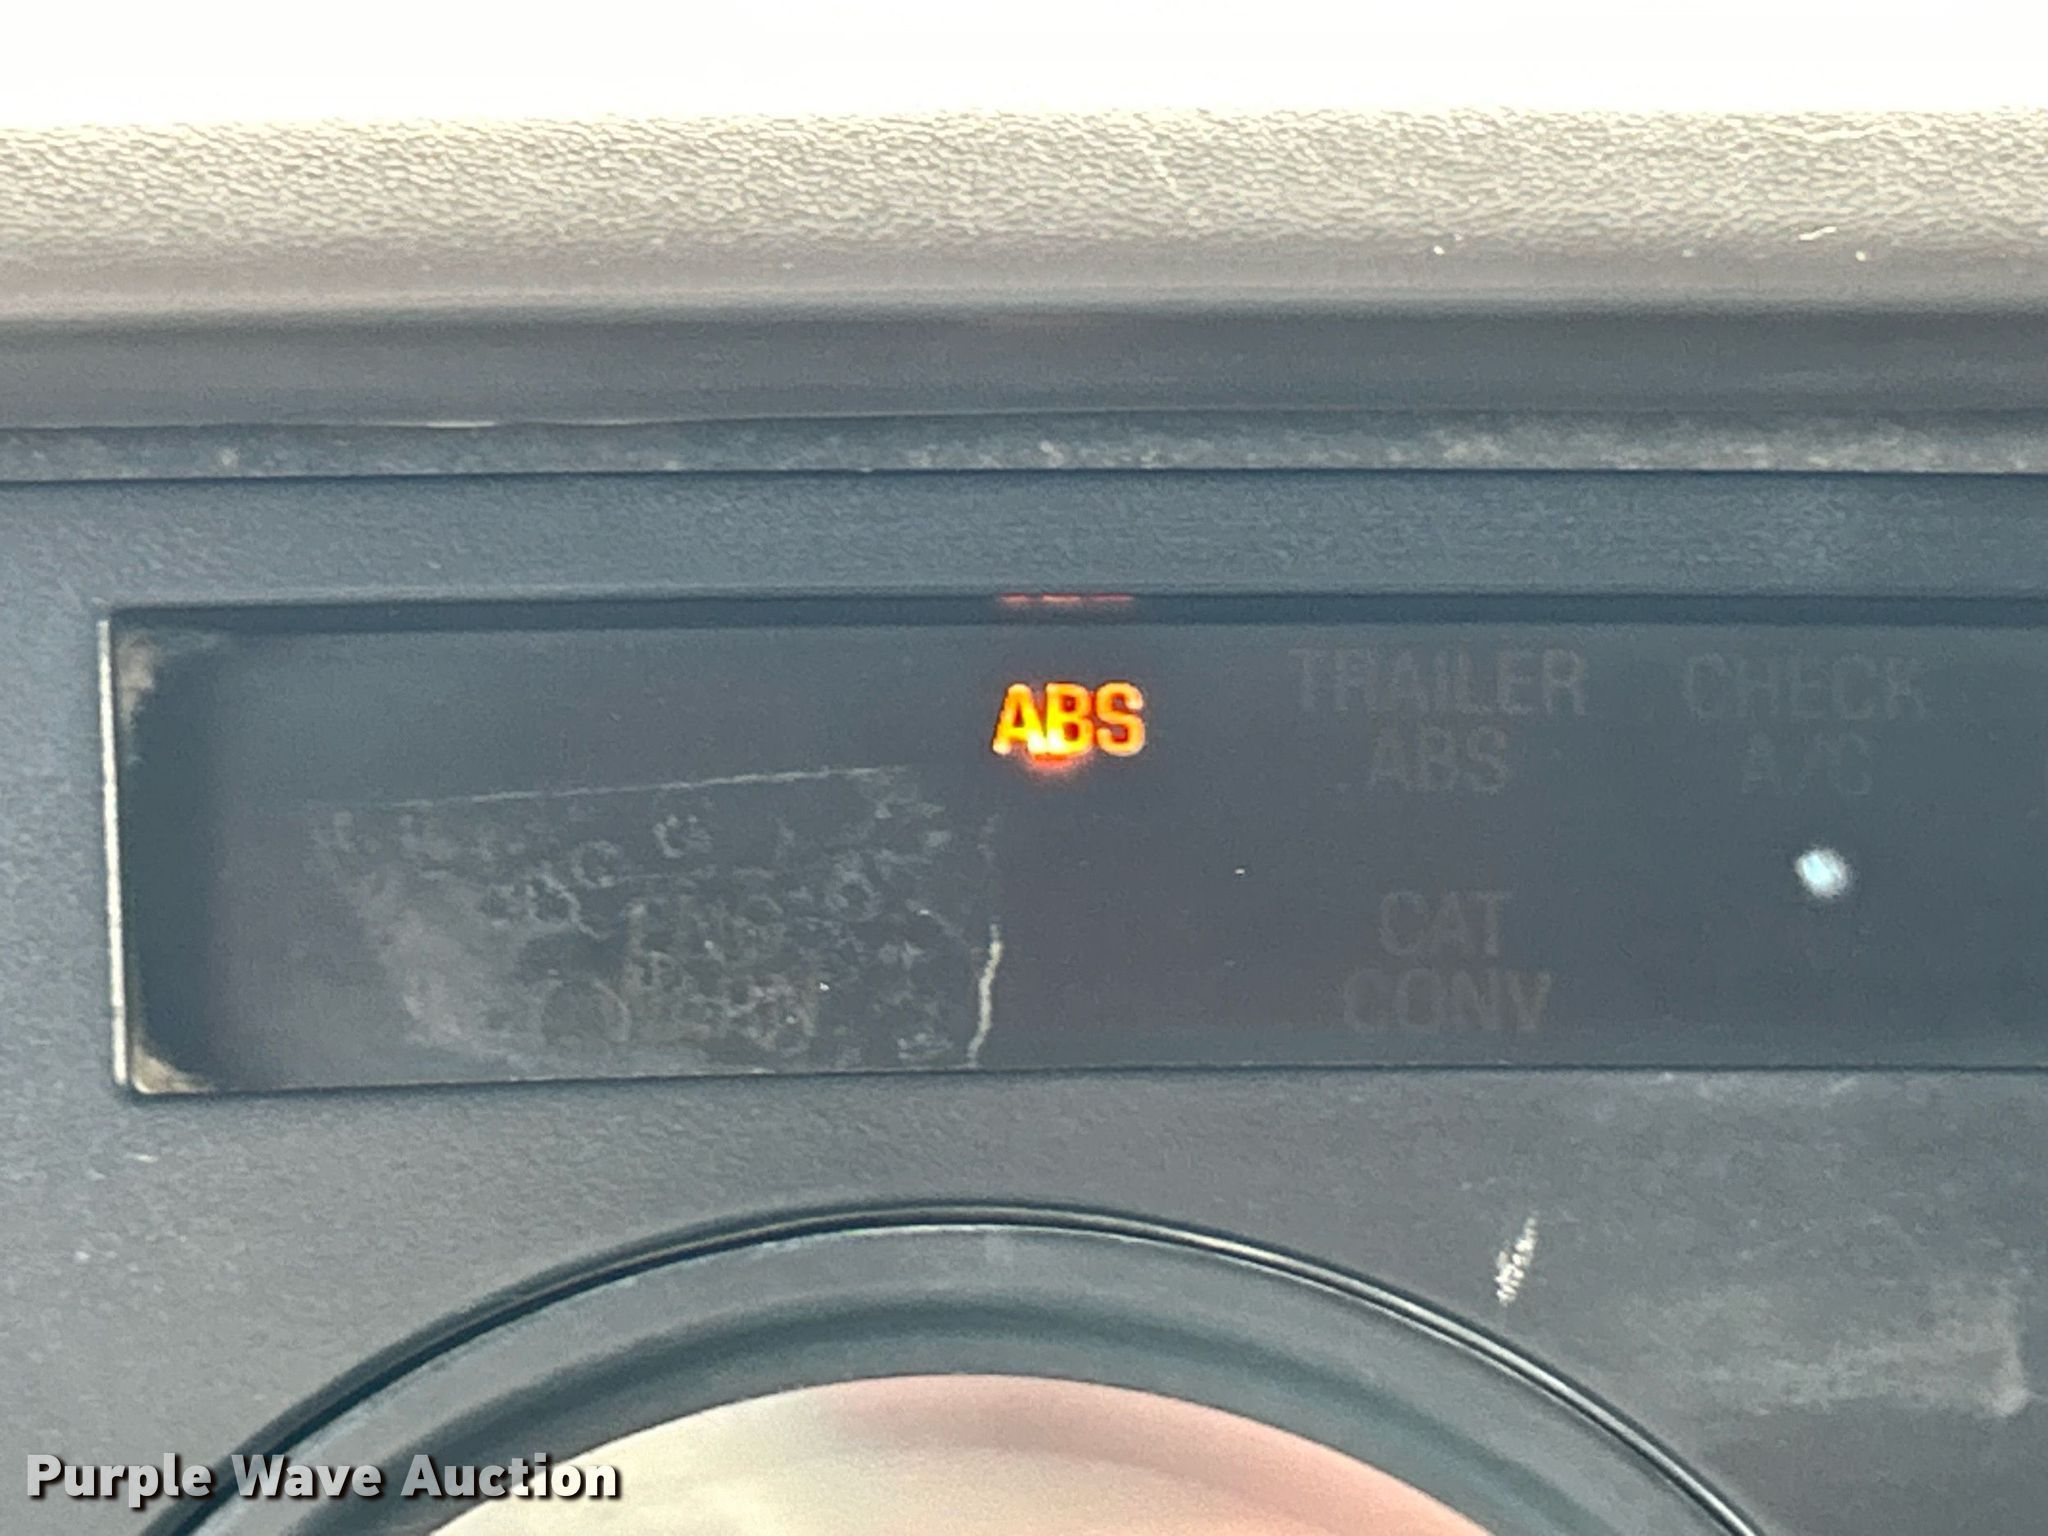 ABS
TRAILER
ABS
CHECK
A/C
CAT
CONV
Purple Wave Auction